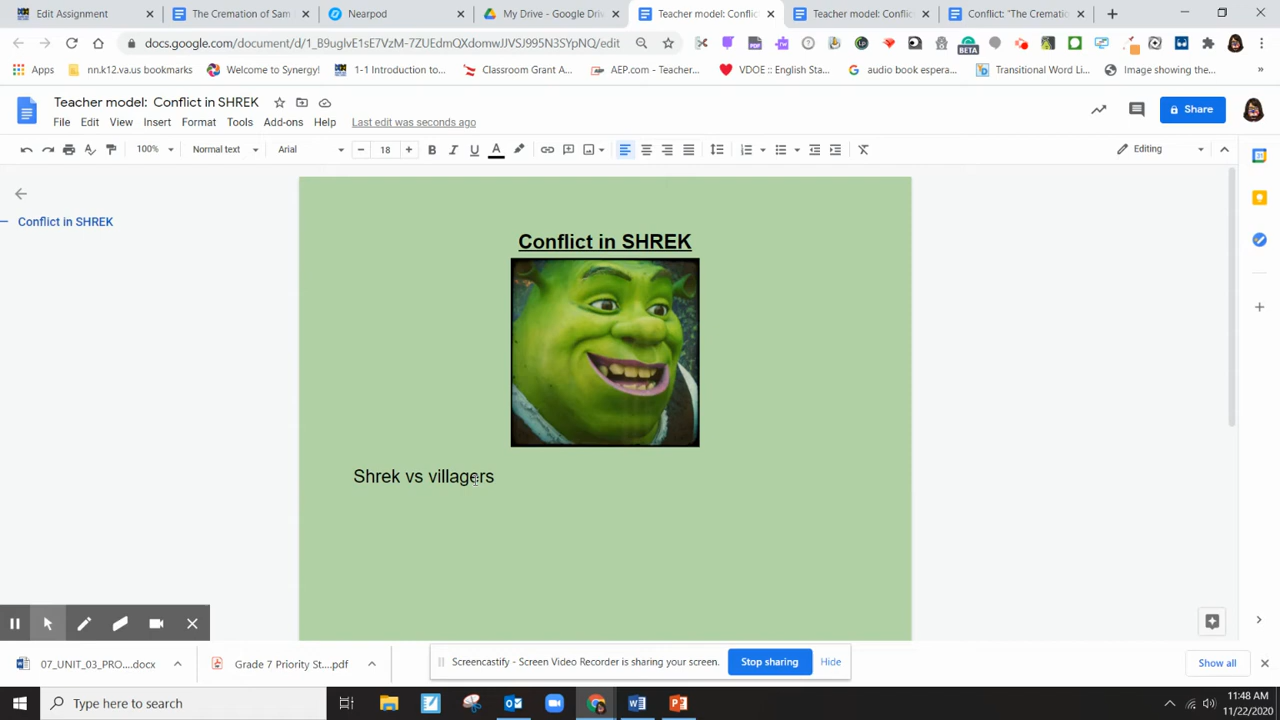 Edit Assignment
The Cremation of Sam
Nearpod
My Drive - Google Dri
Teacher model: Conflic
Teacher model: Conflic
Conflict: "The Crematio
docs.google.com/document/d/1_89uglvE1sE7VzM-7ZUEdmQXddmwJJVSJ99SN3SYpNQ/edit
Apps
nn.k12.va.us bookmarks
Welcome to Synergy!
1-1 Introduction to...
Classroom Grant A...
AEP.com - Teacher...
VDOE :: English Sta...
audio book espera...
Transitional Word Li...
Image showing the...
»
Teacher model: Conflict in SHREK
File Edit View Insert Format Tools Add-ons Help
Last edit was seconds ago
Share
100% Normal text Arial 18 Editing
Conflict in SHREK
Conflict in SHREK
Shrek vs villagers
07_UNIT_03_PRO....docx
Grade 7 Priority St....pdf
Screencastify - Screen Video Recorder is sharing your screen.
Stop sharing
Hide
Show all
Type here to search
11:48 AM
11/22/2020